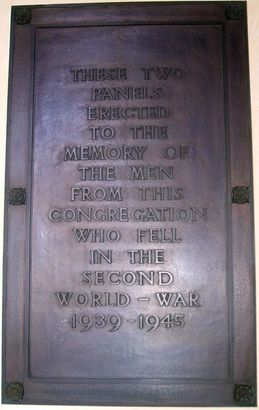 THESE TWO
PANELS
ERECTED
TO THE
MEMORY OF
THE MEN
FROM THIS
CONGREGATION
WHO FELL
IN THE
SECOND
WORLD - WAR
1939 - 1945